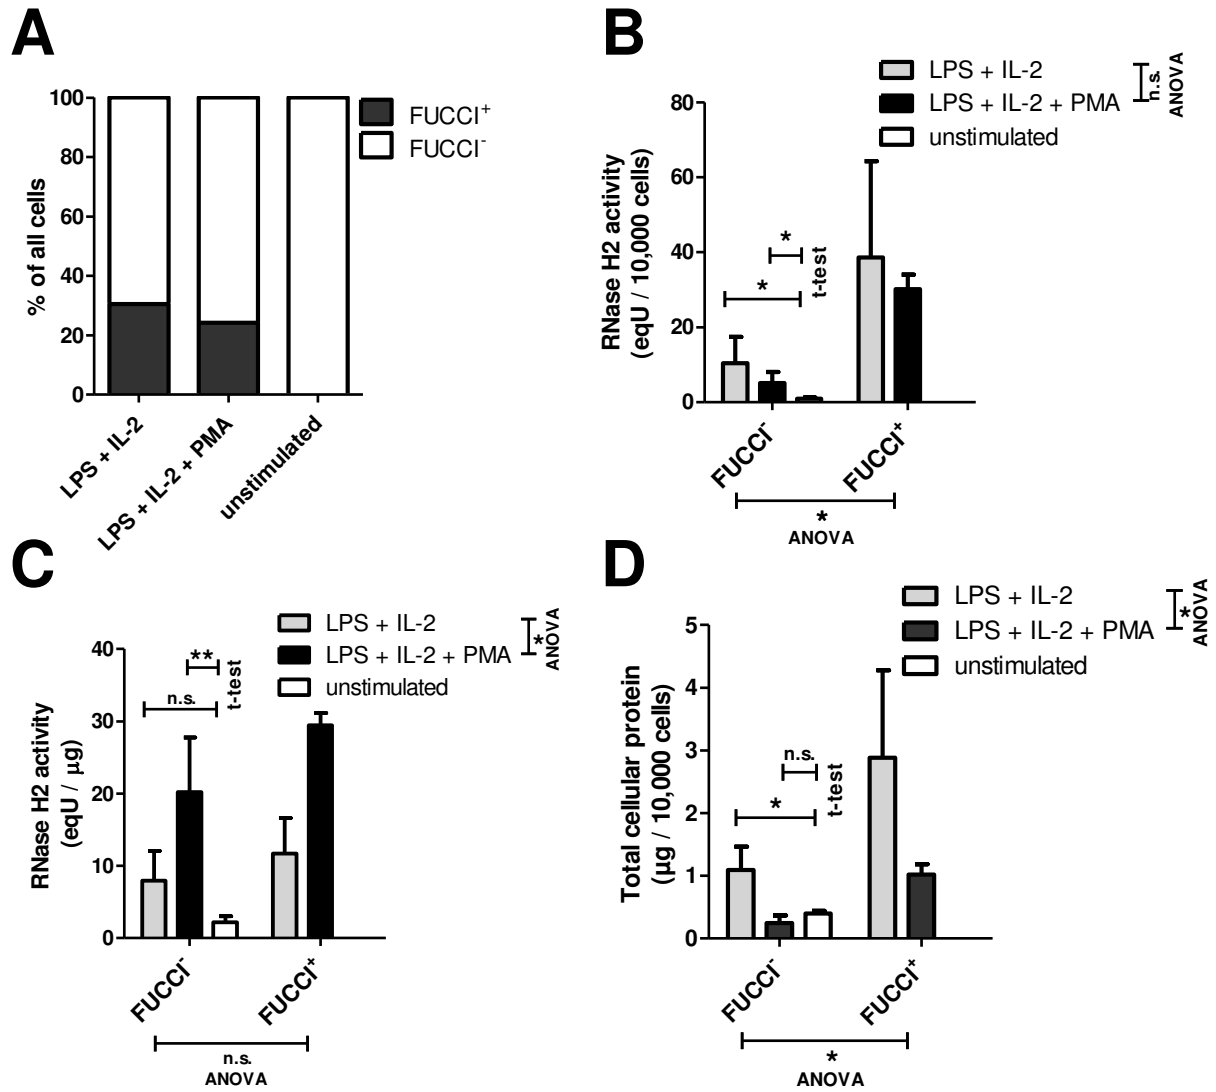 A
100
80
60
40
20
0
% of all cells
FUCCI+
FUCCI-
LPS + IL-2
LPS + IL-2 + PMA
unstimulated
B
LPS + IL-2
LPS + IL-2 + PMA
unstimulated
n.s.
ANOVA
80
60
40
20
0
RNase H2 activity
(eqU / 10,000 cells)
*
*
t-test
FUCCI-
FUCCI+
*
ANOVA
C
LPS + IL-2
LPS + IL-2 + PMA
unstimulated
*
ANOVA
40
30
20
10
0
RNase H2 activity
(eqU / µg)
**
n.s.
t-test
FUCCI-
FUCCI+
n.s.
ANOVA
D
LPS + IL-2
LPS + IL-2 + PMA
unstimulated
*
ANOVA
5
4
3
2
1
0
Total cellular protein
(µg / 10,000 cells)
n.s.
*
t-test
FUCCI-
FUCCI+
*
ANOVA